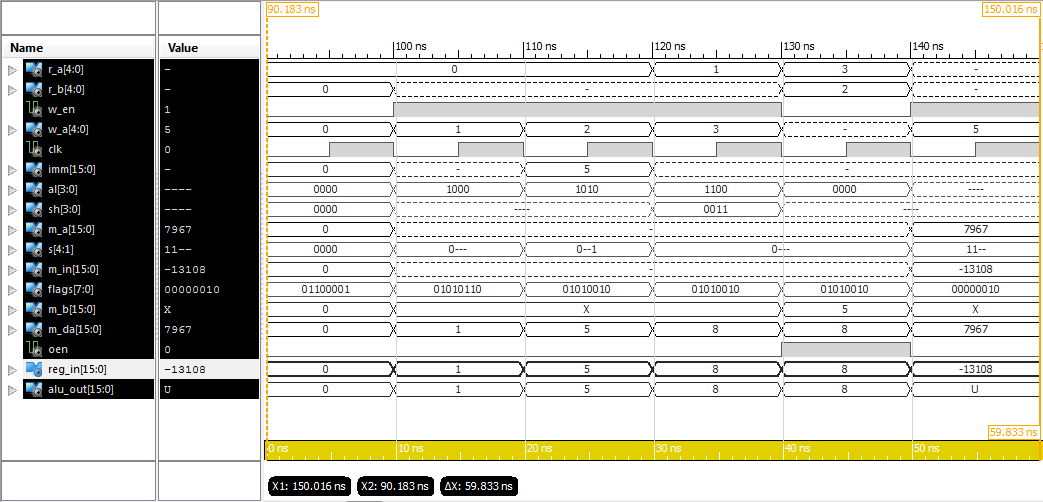 90.183 ns 150.016 ns
Name Value
100 ns 110 ns 120 ns 130 ns 140 ns
r_a[4:0] - 0 1 3 -
r_b[4:0] - 0 - 2 -
w_en 1
w_a[4:0] 5 0 1 2 3 - 5
clk 0
imm[15:0] - 0 - 5 -
al[3:0] ---- 0000 1000 1010 1100 0000 ----
sh[3:0] ---- 0000 ---- 0011 ----
m_a[15:0] 7967 0 - 7967
s[4:1] 11-- 0000 0--- 0--1 0--- 11--
m_in[15:0] -13108 0 - -13108
flags[7:0] 00000010 01100001 01010110 01010010 01010010 01010010 00000010
m_b[15:0] X 0 X 5 X
m_da[15:0] 7967 0 1 5 8 8 7967
oen 0
reg_in[15:0] -13108 0 1 5 8 8 -13108
alu_out[15:0] U 0 1 5 8 8 U
59.833 ns
0 ns 10 ns 20 ns 30 ns 40 ns 50 ns
X1: 150.016 ns X2: 90.183 ns ΔX: 59.833 ns